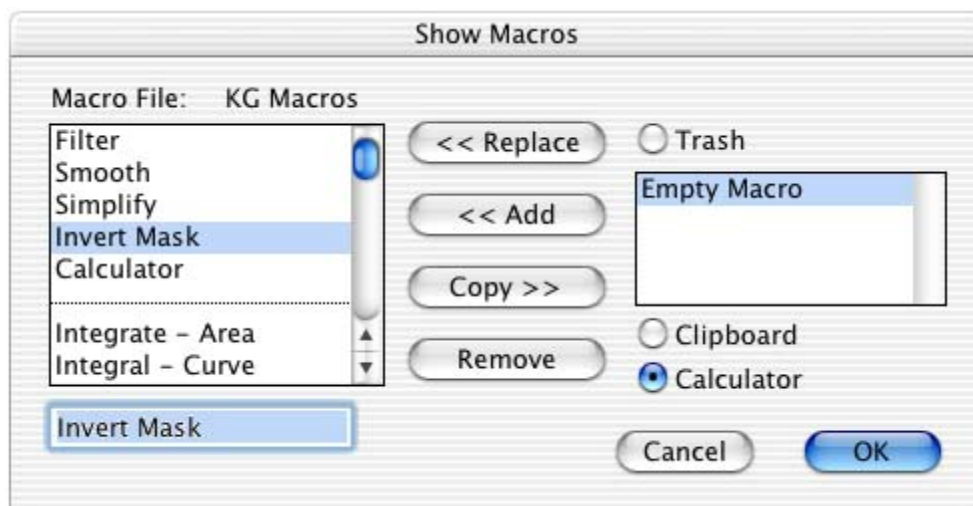 Show Macros
Macro File: KG Macros
Filter
Smooth
Simplify
Invert Mask
Calculator
Integrate – Area
Integral – Curve
Invert Mask
<< Replace
<< Add
Copy >>
Remove
Trash
Empty Macro
Clipboard
Calculator
Cancel
OK